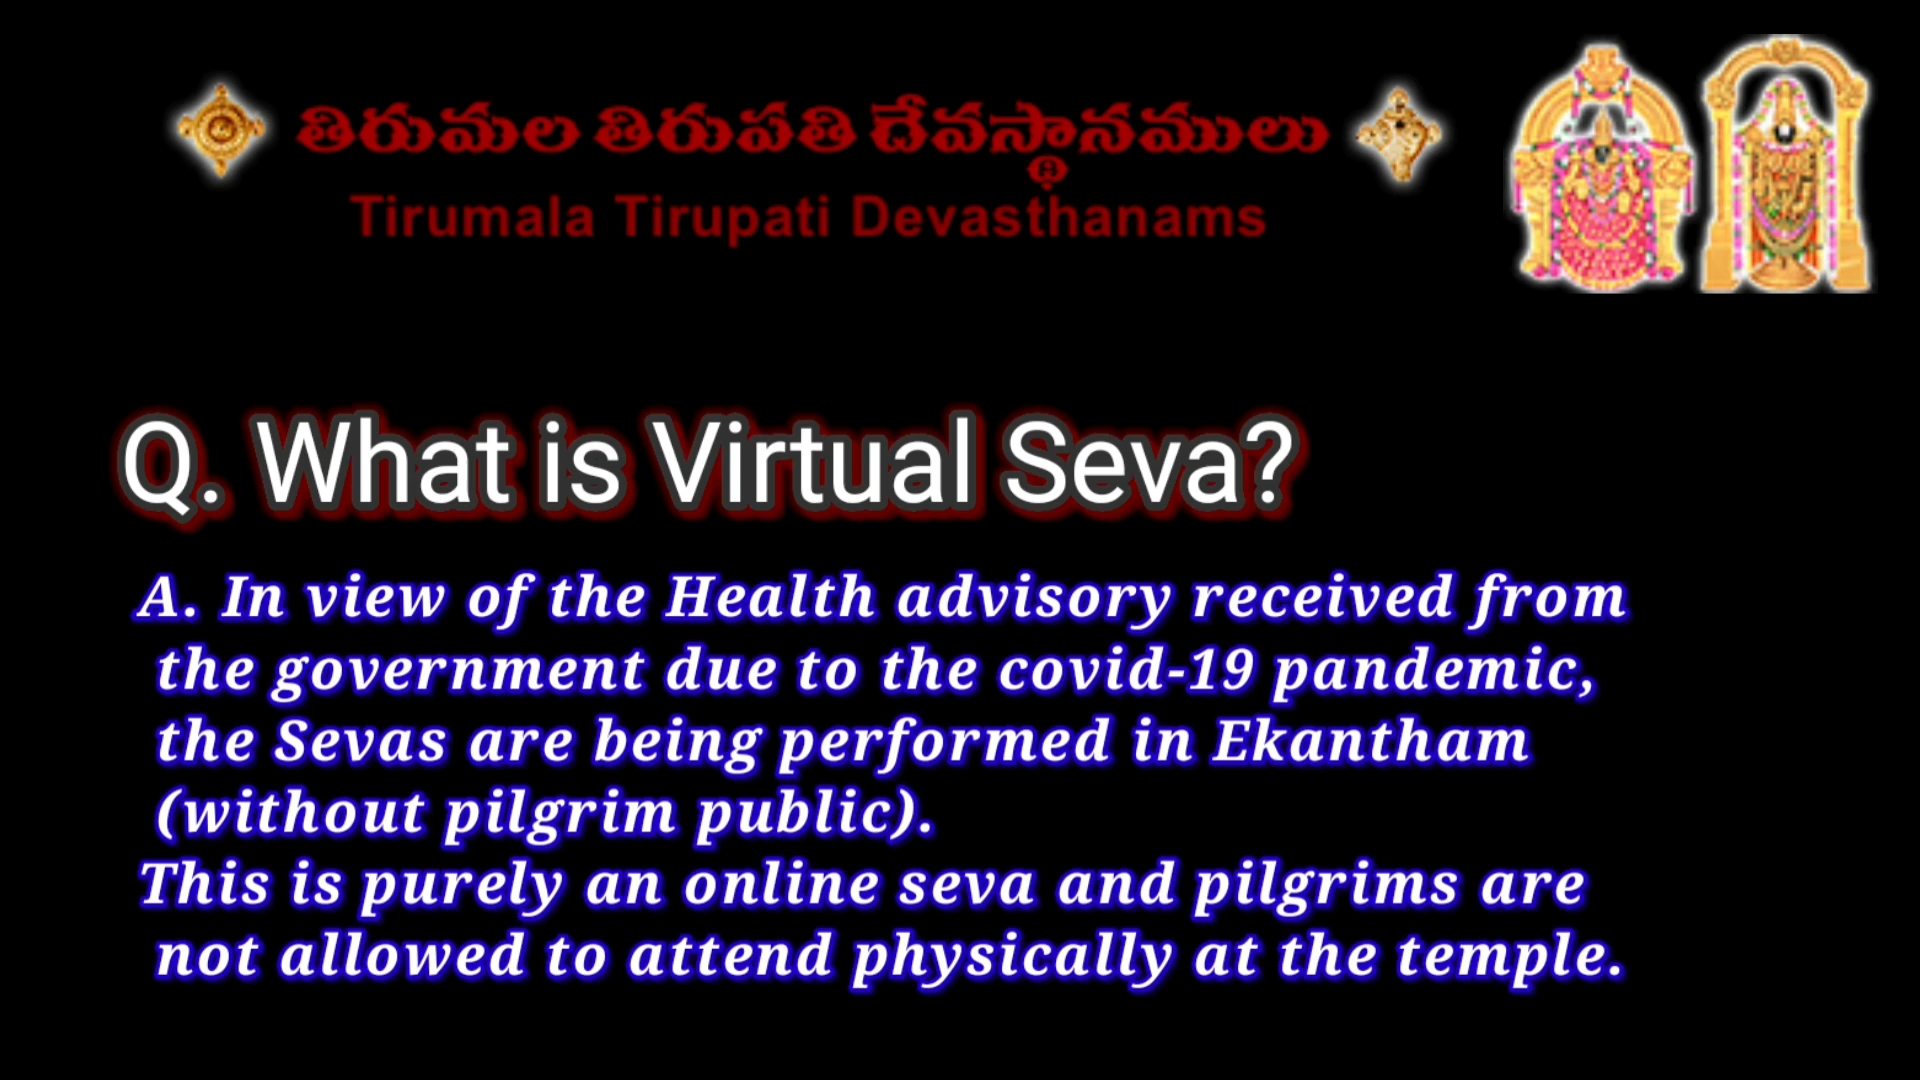 తిరుమల తిరుపతి దేవస్థానములు
Tirumala Tirupati Devasthanams
Q. What is Virtual Seva?
A. In view of the Health advisory received from
the government due to the covid-19 pandemic,
the Sevas are being performed in Ekantham
(without pilgrim public).
This is purely an online seva and pilgrims are
not allowed to attend physically at the temple.